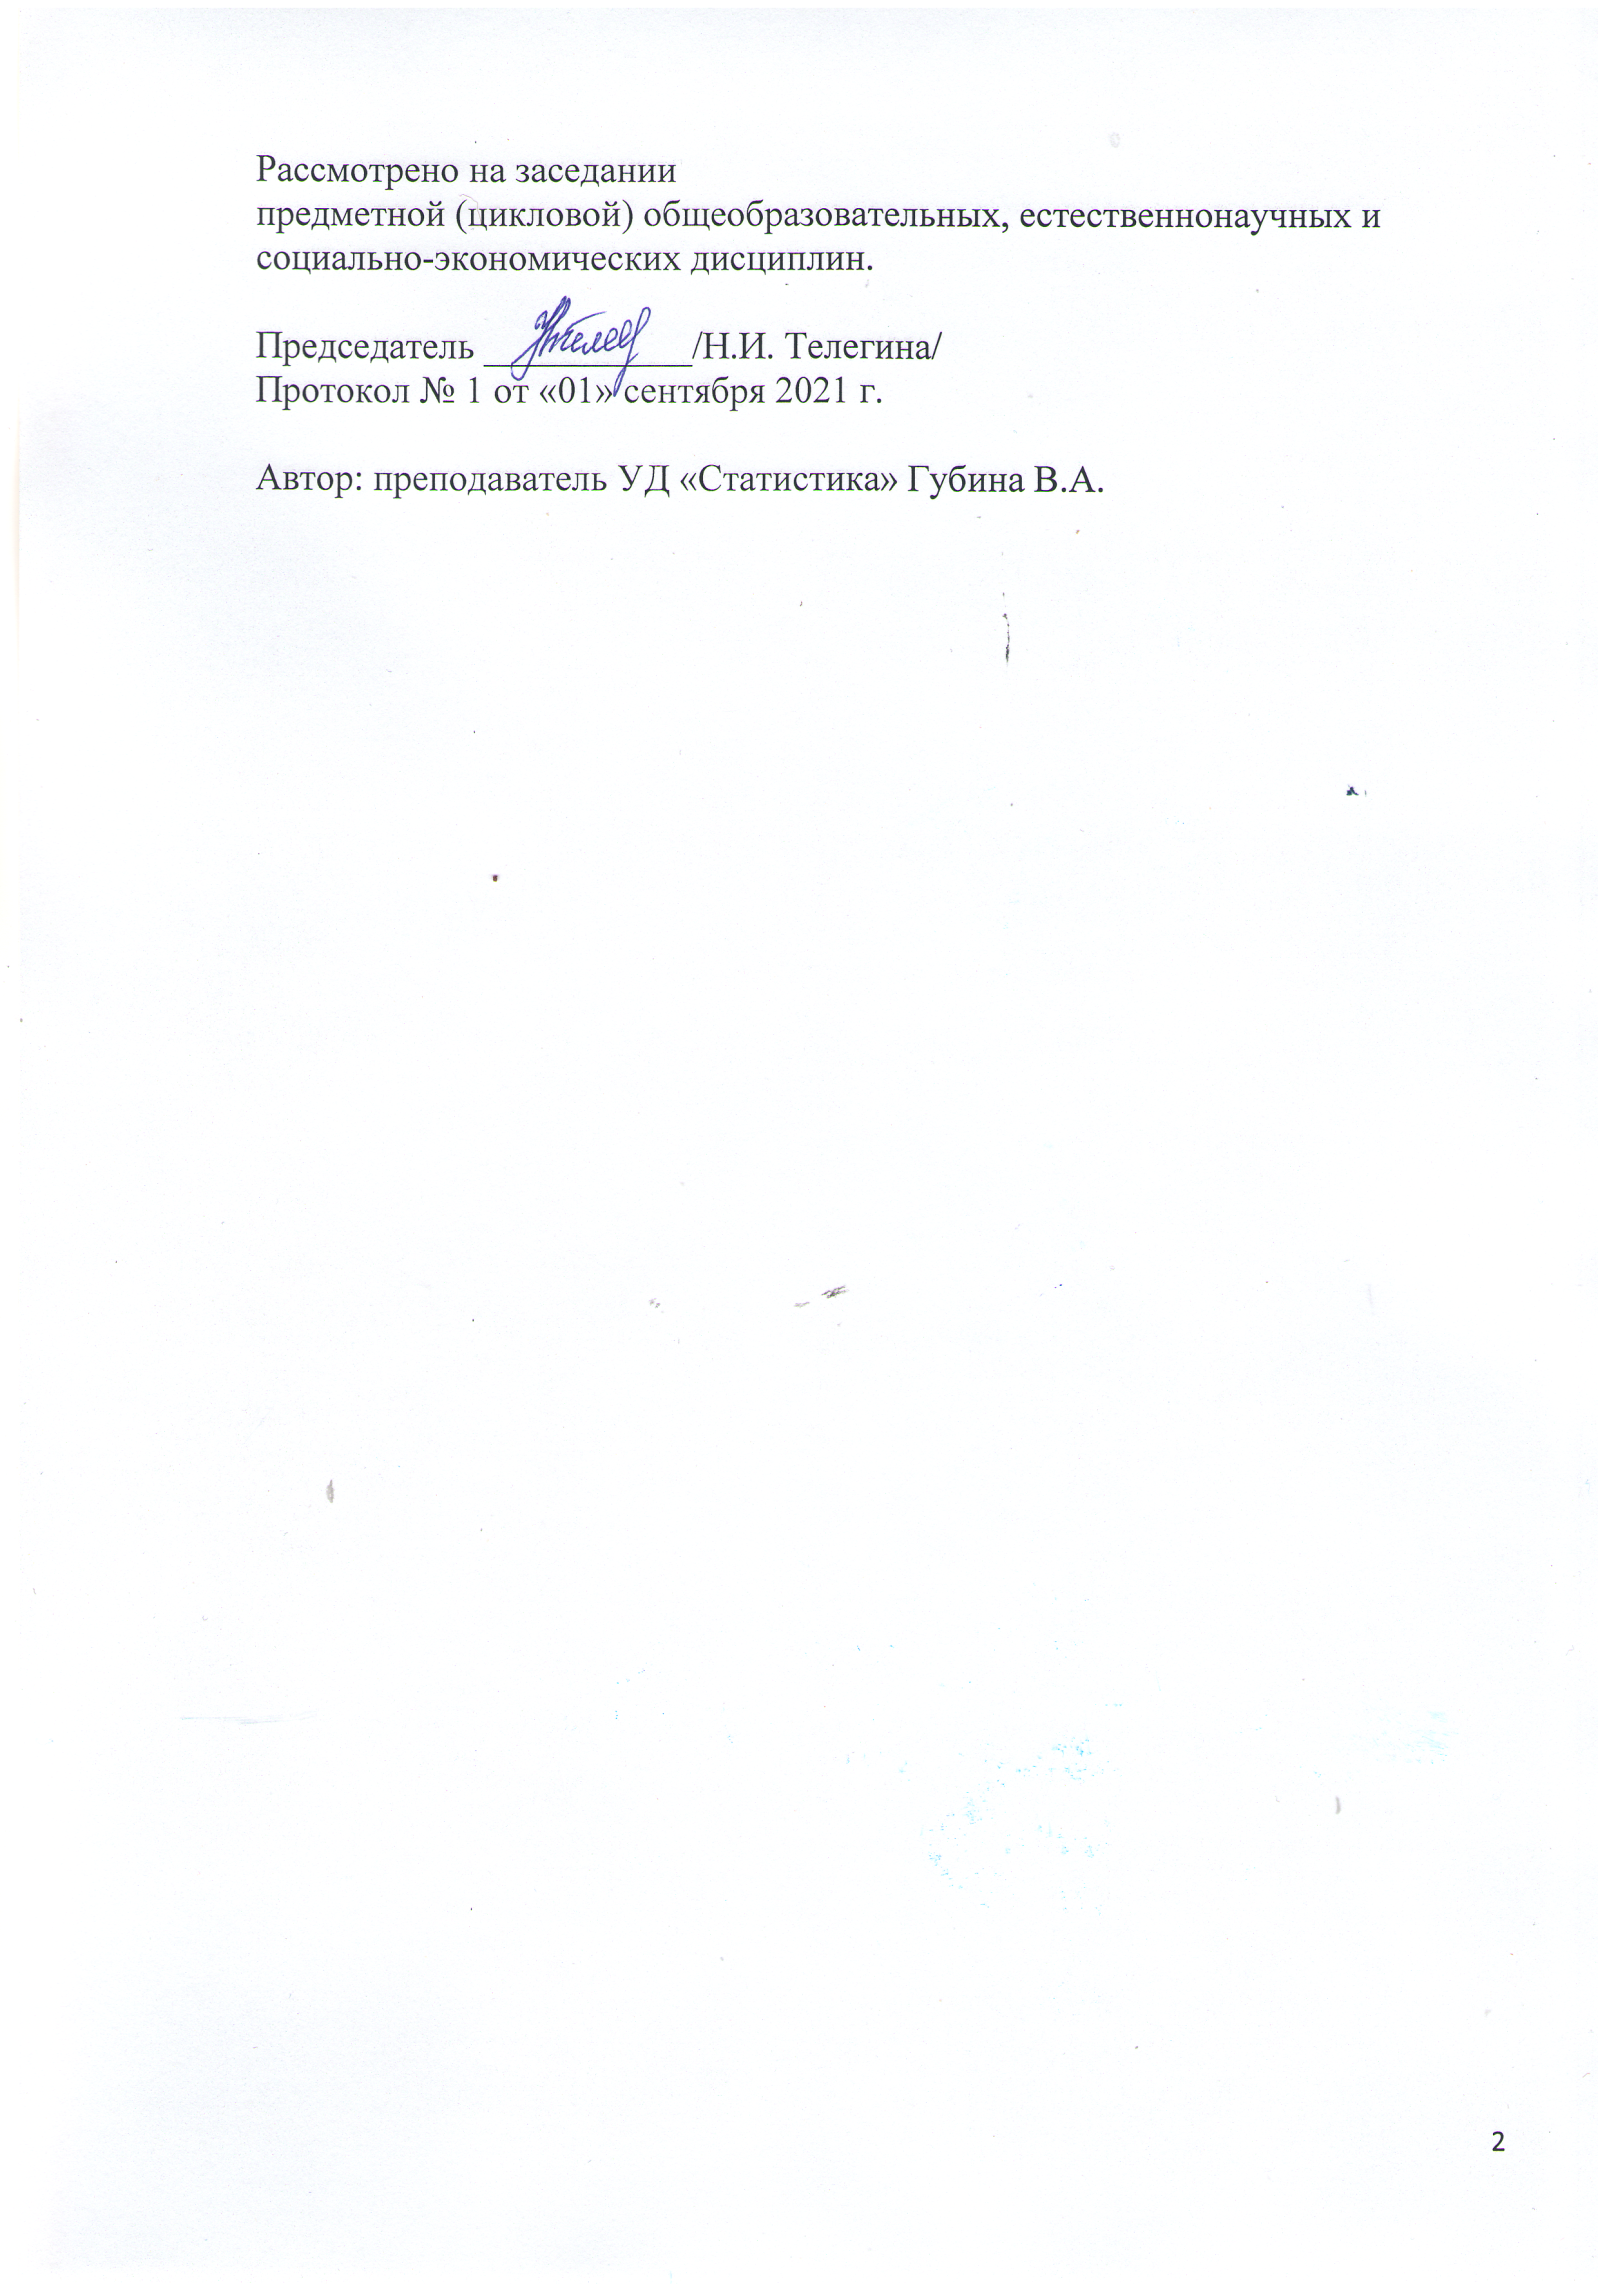 Рассмотрено на заседании
предметной (цикловой) общеобразовательных, естественнонаучных и
социально-экономических дисциплин.
Председатель ___________/Н.И. Телегина/
Протокол № 1 от «01» сентября 2021 г.
Автор: преподаватель УД «Статистика» Губина В.А.
2